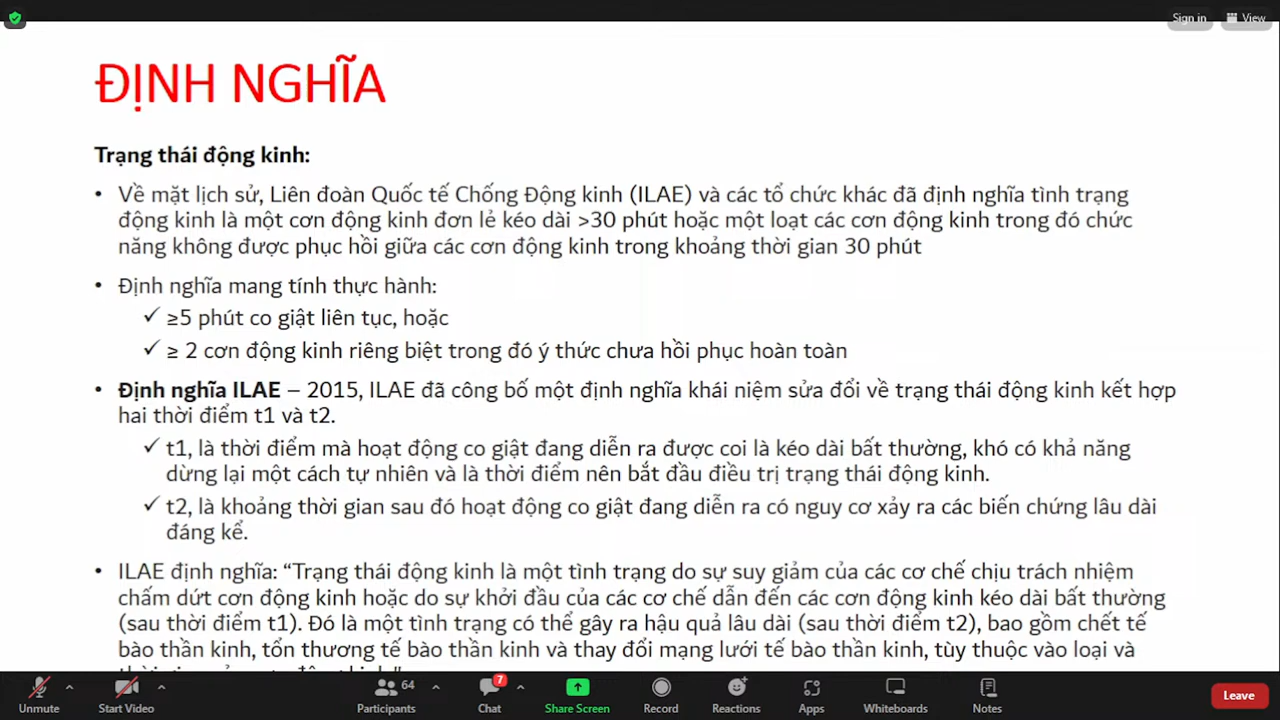 Sign in
View
ĐỊNH NGHĨA
Trạng thái động kinh:
• Về mặt lịch sử, Liên đoàn Quốc tế Chống Động kinh (ILAE) và các tổ chức khác đã định nghĩa tình trạng
động kinh là một cơn động kinh đơn lẻ kéo dài >30 phút hoặc một loạt các cơn động kinh trong đó chức
năng không được phục hồi giữa các cơn động kinh trong khoảng thời gian 30 phút
• Định nghĩa mang tính thực hành:
✓ ≥5 phút co giật liên tục, hoặc
✓ ≥ 2 cơn động kinh riêng biệt trong đó ý thức chưa hồi phục hoàn toàn
• Định nghĩa ILAE – 2015, ILAE đã công bố một định nghĩa khái niệm sửa đổi về trạng thái động kinh kết hợp
hai thời điểm t1 và t2.
✓ t1, là thời điểm mà hoạt động co giật đang diễn ra được coi là kéo dài bất thường, khó có khả năng
dừng lại một cách tự nhiên và là thời điểm nên bắt đầu điều trị trạng thái động kinh.
✓ t2, là khoảng thời gian sau đó hoạt động co giật đang diễn ra có nguy cơ xảy ra các biến chứng lâu dài
đáng kể.
• ILAE định nghĩa: “Trạng thái động kinh là một tình trạng do sự suy giảm của các cơ chế chịu trách nhiệm
chấm dứt cơn động kinh hoặc do sự khởi đầu của các cơ chế dẫn đến các cơn động kinh kéo dài bất thường
(sau thời điểm t1). Đó là một tình trạng có thể gây ra hậu quả lâu dài (sau thời điểm t2), bao gồm chết tế
bào thần kinh, tổn thương tế bào thần kinh và thay đổi mạng lưới tế bào thần kinh, tùy thuộc vào loại và
Unmute
Start Video
64
Participants
7
Chat
Share Screen
Record
Reactions
Apps
Whiteboards
Notes
Leave